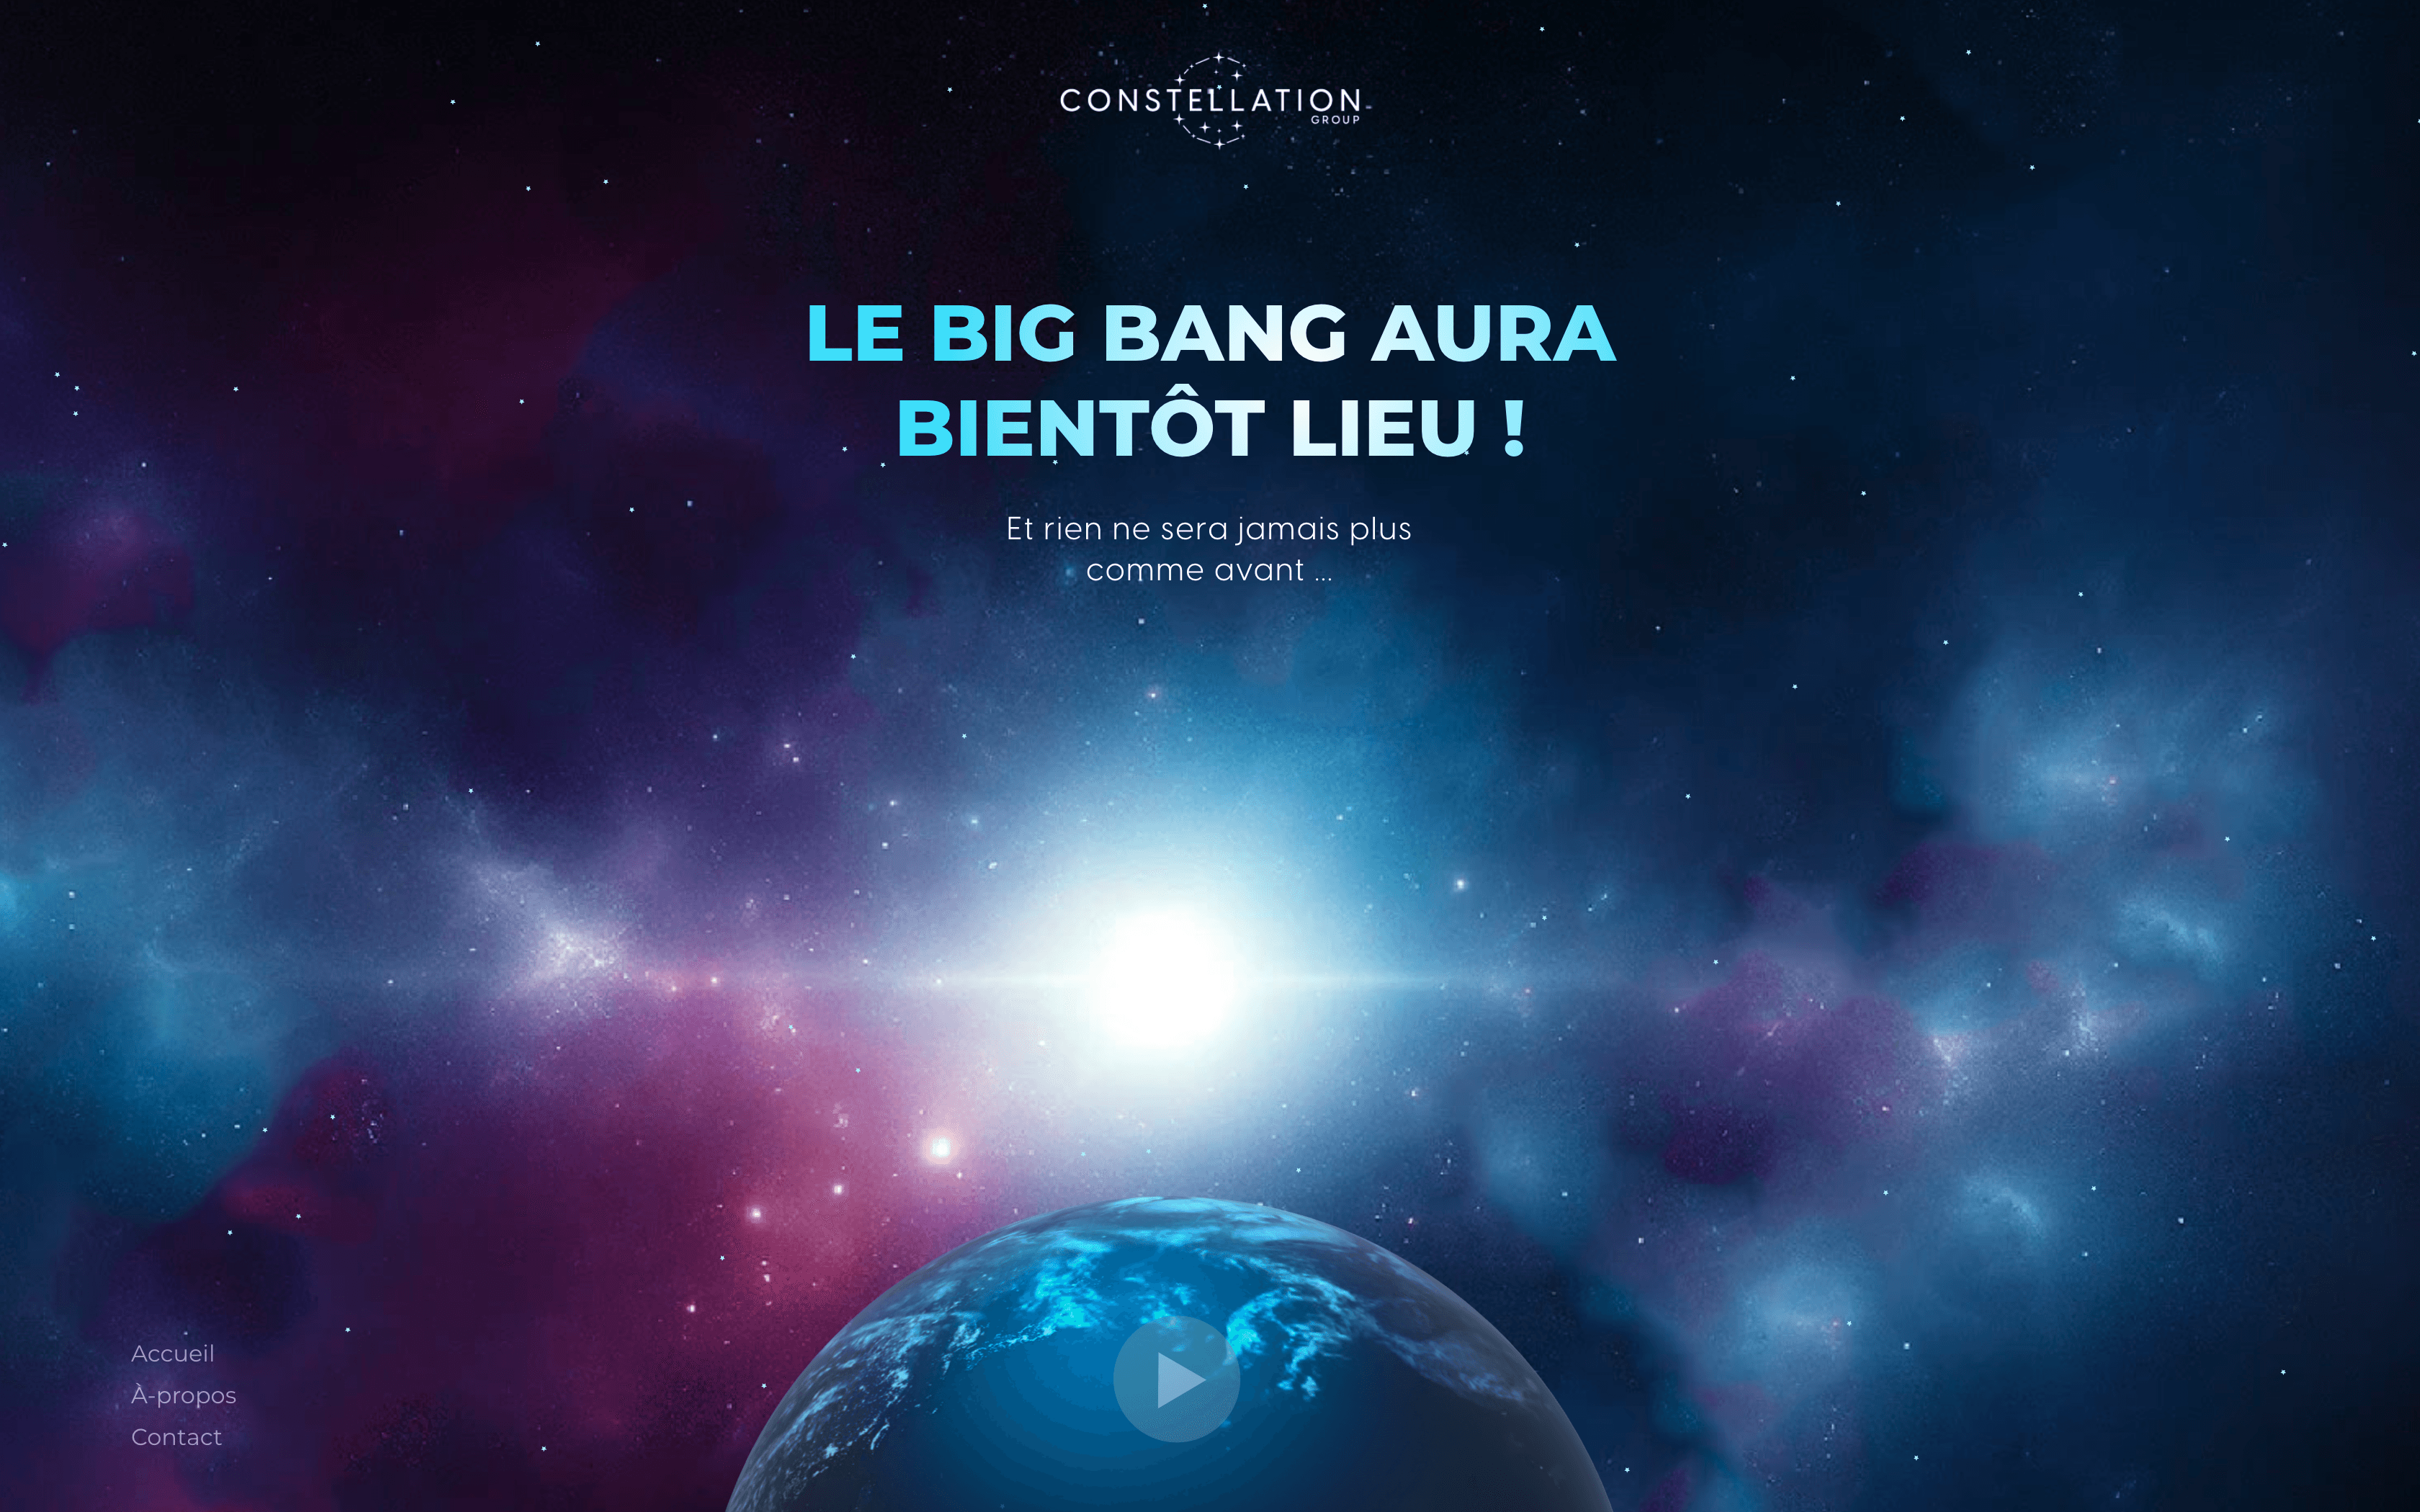 CONSTELLATION
GROUP
LE BIG BANG AURA
BIENTÔT LIEU !
Et rien ne sera jamais plus
comme avant ...
Accueil
À-propos
Contact